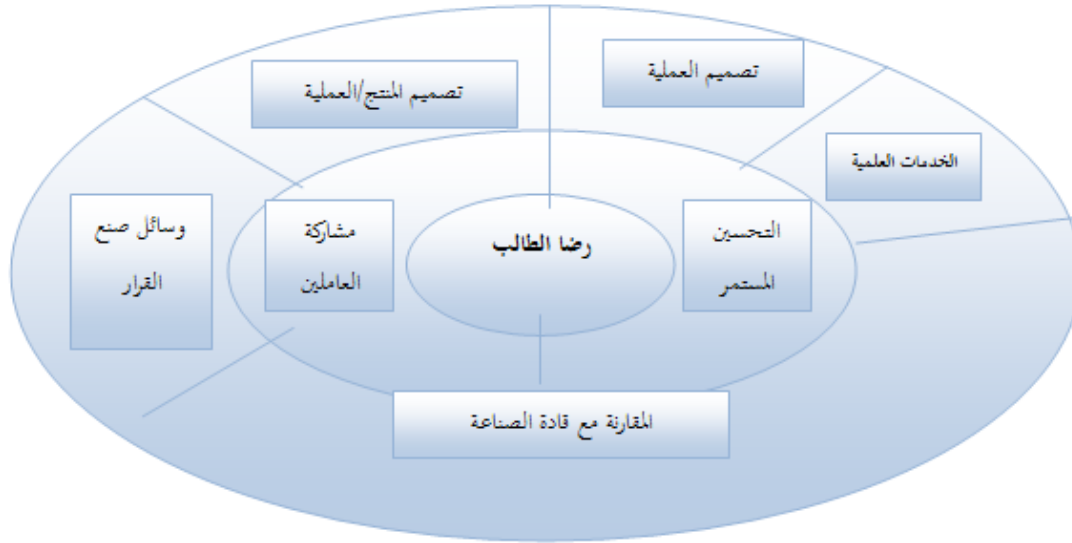 تصميم العملية
تصميم المنتج/العملية
الخدمات العلمية
وسائل صنع
القرار
مشاركة
العاملين
رضا الطالب
التحسين
المستمر
المقارنة مع قادة الصناعة